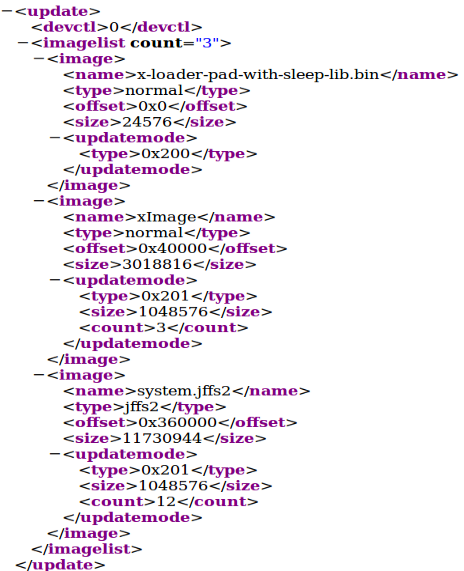 −<update>
<devctl>0</devctl>
−<imagelist count="3">
−<image>
<name>x-loader-pad-with-sleep-lib.bin</name>
<type>normal</type>
<offset>0x0</offset>
<size>24576</size>
−<updatemode>
<type>0x200</type>
</updatemode>
</image>
−<image>
<name>xImage</name>
<type>normal</type>
<offset>0x40000</offset>
<size>3018816</size>
−<updatemode>
<type>0x201</type>
<size>1048576</size>
<count>3</count>
</updatemode>
</image>
−<image>
<name>system.jffs2</name>
<type>jffs2</type>
<offset>0x360000</offset>
<size>11730944</size>
−<updatemode>
<type>0x201</type>
<size>1048576</size>
<count>12</count>
</updatemode>
</image>
</imagelist>
</update>